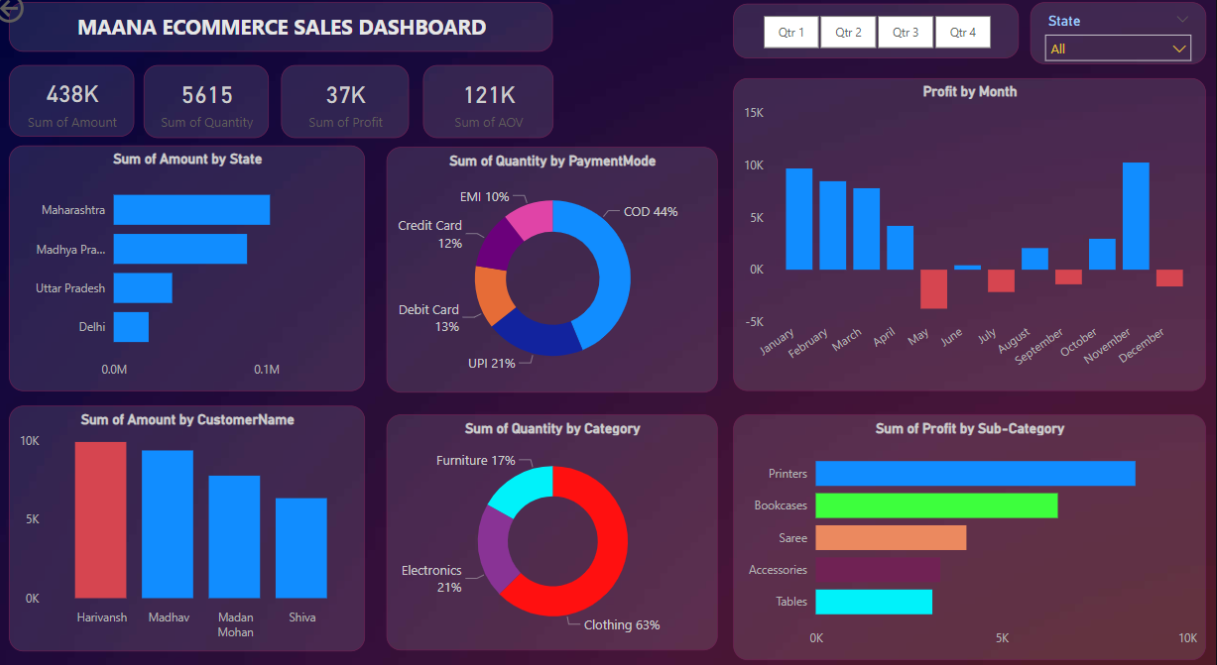 MAANA ECOMMERCE SALES DASHBOARD
Qtr 1
Qtr 2
Qtr 3
Qtr 4
State
All
438K
Sum of Amount
5615
Sum of Quantity
37K
Sum of Profit
121K
Sum of AOV
Sum of Amount by State
Maharashtra
Madhya Pra...
Uttar Pradesh
Delhi
0.0M
0.1M
Sum of Quantity by PaymentMode
EMI 10%
COD 44%
Credit Card
12%
Debit Card
13%
UPI 21%
Profit by Month
15K
10K
5K
0K
-5K
January
February
March
April
May
June
July
August
September
October
November
December
Sum of Amount by CustomerName
10K
5K
0K
Harivansh
Madhav
Madan
Mohan
Shiva
Sum of Quantity by Category
Furniture 17%
Electronics
21%
Clothing 63%
Sum of Profit by Sub-Category
Printers
Bookcases
Saree
Accessories
Tables
0K
5K
10K